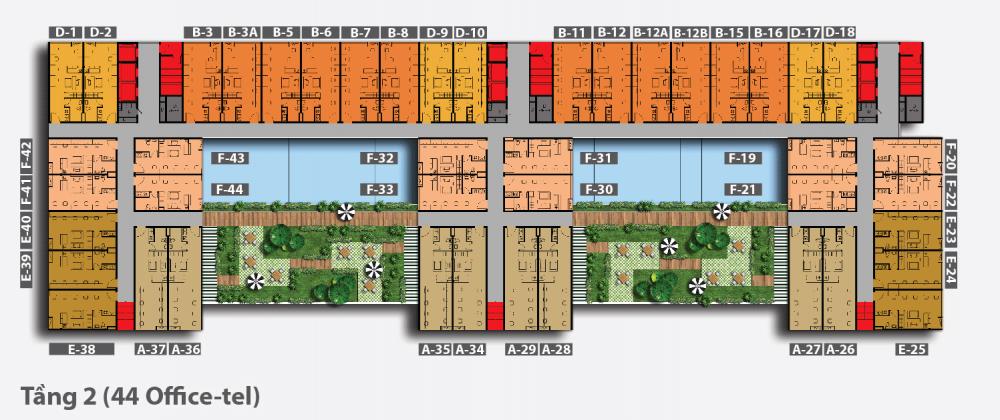 D-1 D-2 B-3 B-3A B-5 B-6 B-7 B-8 D-9 D-10 B-11 B-12 B-12A B-12B B-15 B-16 D-17 D-18
F-42 F-43 F-32 F-31 F-19 F-20
F-41 F-44 F-33 F-30 F-21 F-22
E-40 E-23
E-39 E-24
E-38 A-37 A-36 A-35 A-34 A-29 A-28 A-27 A-26 E-25
Tầng 2 (44 Office-tel)